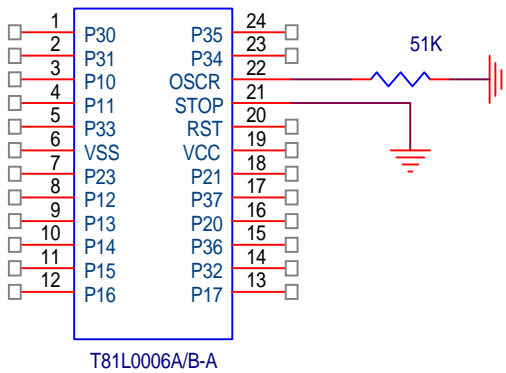 1 P30 P35 24
2 P31 P34 23
51K
3 P10 OSCR 22
4 P11 STOP 21
5 P33 RST 20
6 VSS VCC 19
7 P23 P21 18
8 P12 P37 17
9 P13 P20 16
10 P14 P36 15
11 P15 P32 14
12 P16 P17 13
T81L0006A/B-A